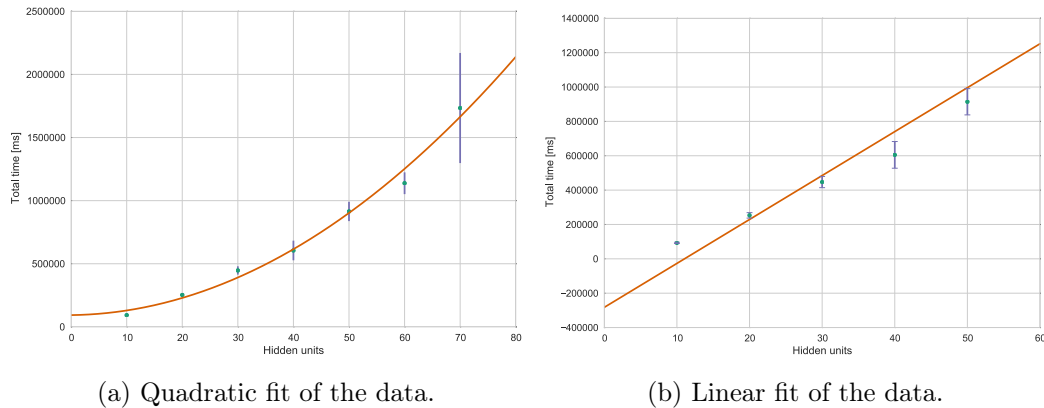 2500000
2000000
1500000
1000000
500000
0
Total time [ms]
0 10 20 30 40 50 60 70 80
Hidden units
(a) Quadratic fit of the data.
1400000
1200000
1000000
800000
600000
400000
200000
0
−200000
−400000
Total time [ms]
0 10 20 30 40 50 60
Hidden units
(b) Linear fit of the data.